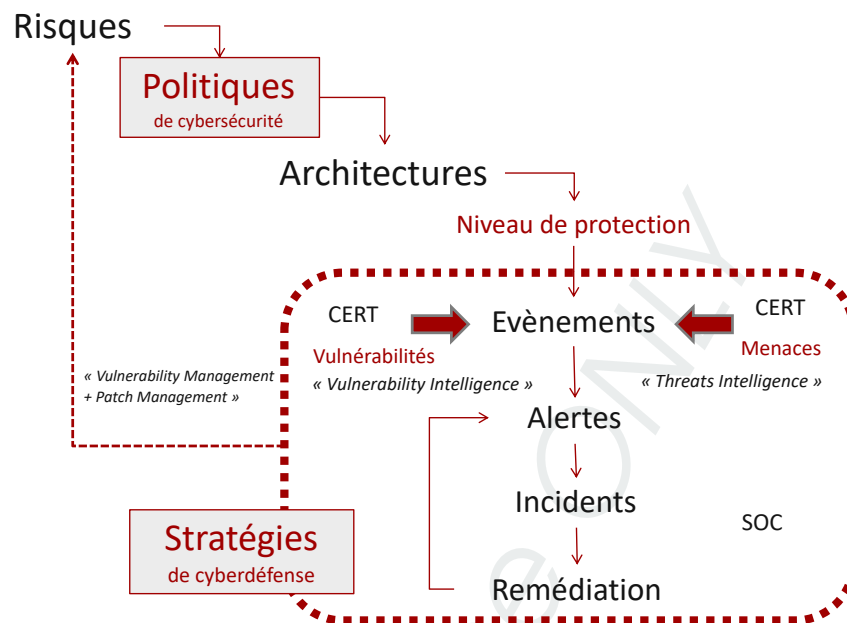 Risques
Politiques
de cybersécurité
Architectures
Niveau de protection
CERT
Evènements
CERT
Vulnérabilités
Menaces
« Vulnerability Management
+ Patch Management »
« Vulnerability Intelligence »
« Threats Intelligence »
Alertes
Incidents
SOC
Stratégies
de cyberdéfense
Remédiation
e ONLY